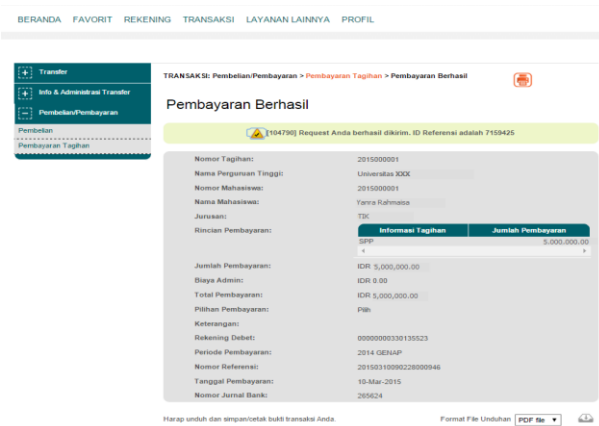 BERANDA FAVORIT REKENING TRANSAKSI LAYANAN LAINNYA PROFIL
[+] Transfer
[+] Info & Administrasi Transfer
[−] Pembelian/Pembayaran
Pembelian
Pembayaran Tagihan
TRANSAKSI: Pembelian/Pembayaran > Pembayaran Tagihan > Pembayaran Berhasil
Pembayaran Berhasil
[104790] Request Anda berhasil dikirim. ID Referensi adalah 7159425
Nomor Tagihan: 2015000001
Nama Perguruan Tinggi: Universitas XXX
Nomor Mahasiswa: 2015000001
Nama Mahasiswa: Yanna Rahmaisa
Jurusan: TIK
Rincian Pembayaran: Informasi Tagihan Jumlah Pembayaran
SPP 5.000.000.00
Jumlah Pembayaran: IDR 5,000,000.00
Biaya Admin: IDR 0.00
Total Pembayaran: IDR 5,000,000.00
Pilihan Pembayaran: Pilih
Keterangan:
Rekening Debet: 00000000330135523
Periode Pembayaran: 2014 GENAP
Nomor Referensi: 20150310090228000046
Tanggal Pembayaran: 10-Mar-2015
Nomor Jurnal Bank: 265624
Harap unduh dan simpan/cetak bukti transaksi Anda. Format File Unduhan PDF file